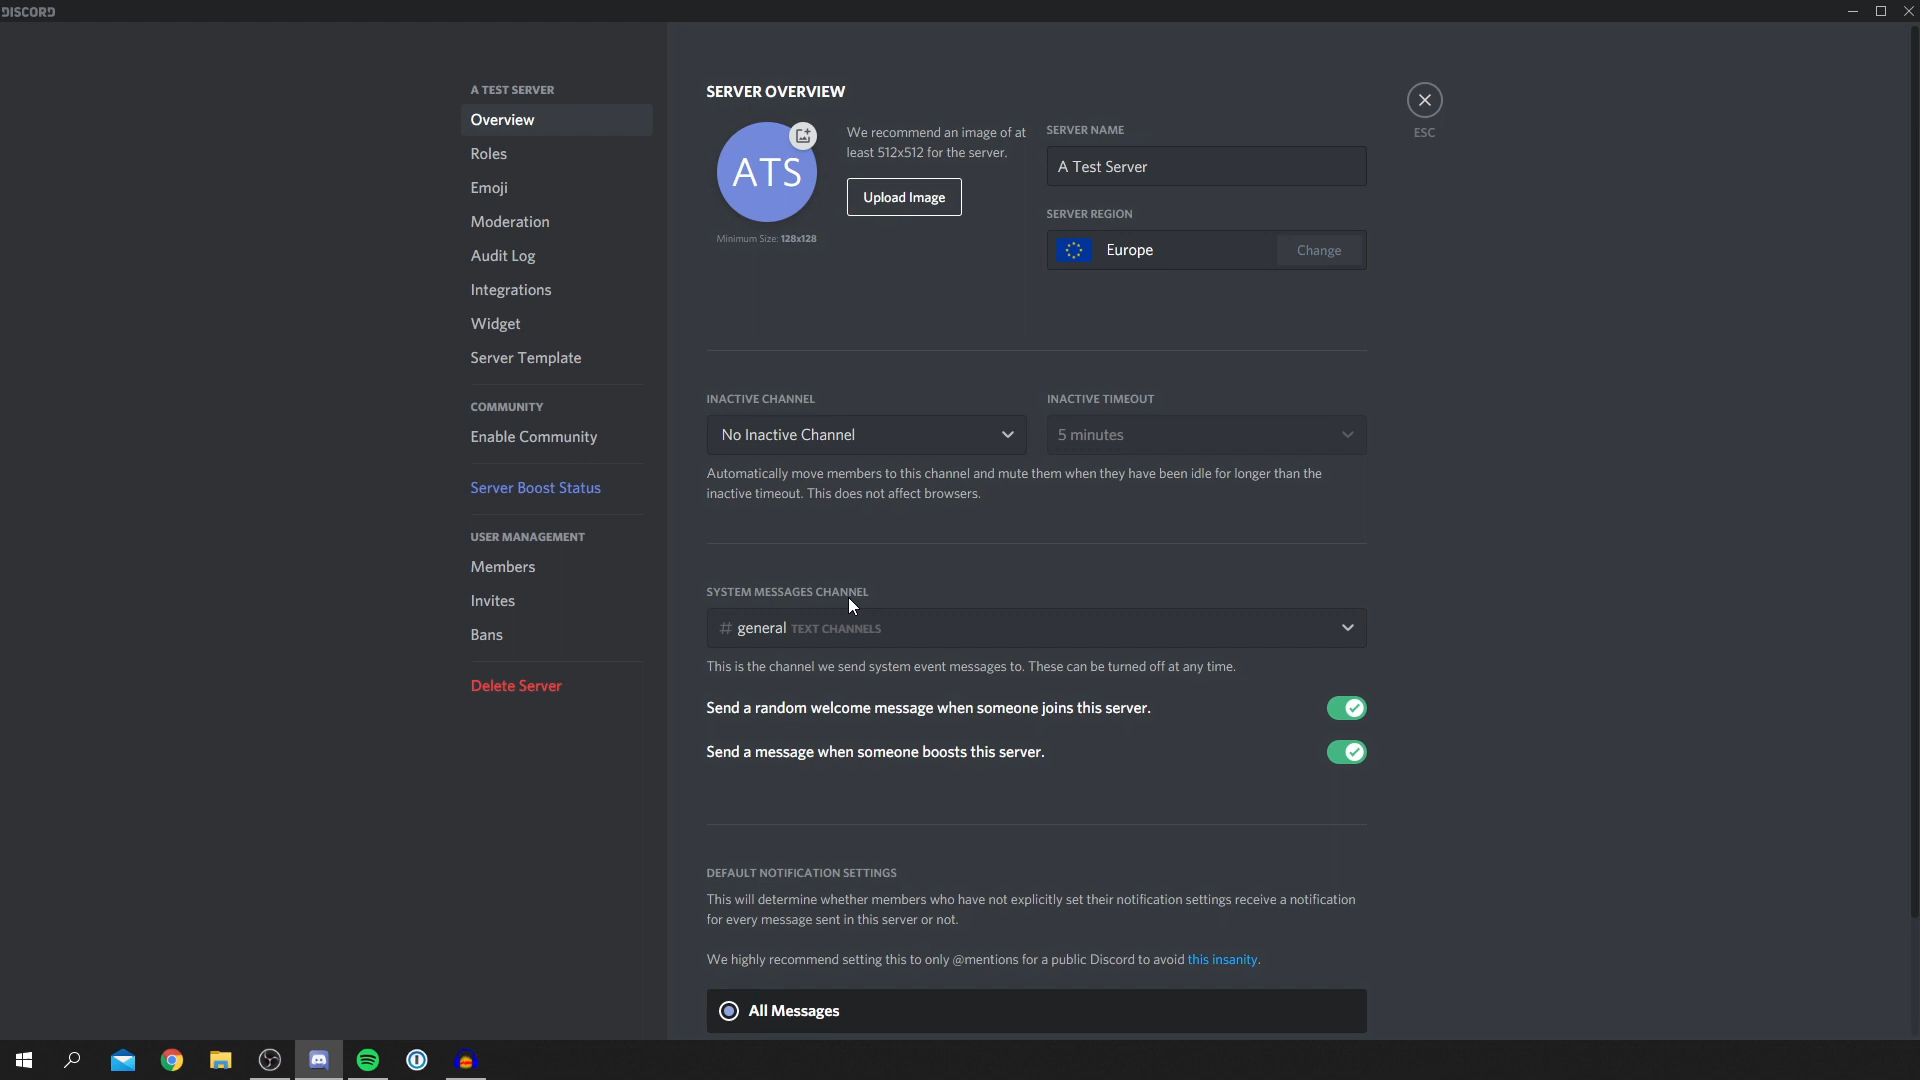 DISCORD
A TEST SERVER
Overview
Roles
Emoji
Moderation
Audit Log
Integrations
Widget
Server Template
COMMUNITY
Enable Community
Server Boost Status
USER MANAGEMENT
Members
Invites
Bans
Delete Server
SERVER OVERVIEW
ATS
Minimum Size: 128x128
We recommend an image of at
least 512x512 for the server.
Upload Image
SERVER NAME
A Test Server
SERVER REGION
Europe
Change
ESC
INACTIVE CHANNEL
No Inactive Channel
INACTIVE TIMEOUT
5 minutes
Automatically move members to this channel and mute them when they have been idle for longer than the
inactive timeout. This does not affect browsers.
SYSTEM MESSAGES CHANNEL
# general TEXT CHANNELS
This is the channel we send system event messages to. These can be turned off at any time.
Send a random welcome message when someone joins this server.
Send a message when someone boosts this server.
DEFAULT NOTIFICATION SETTINGS
This will determine whether members who have not explicitly set their notification settings receive a notification
for every message sent in this server or not.
We highly recommend setting this to only @mentions for a public Discord to avoid this insanity.
All Messages